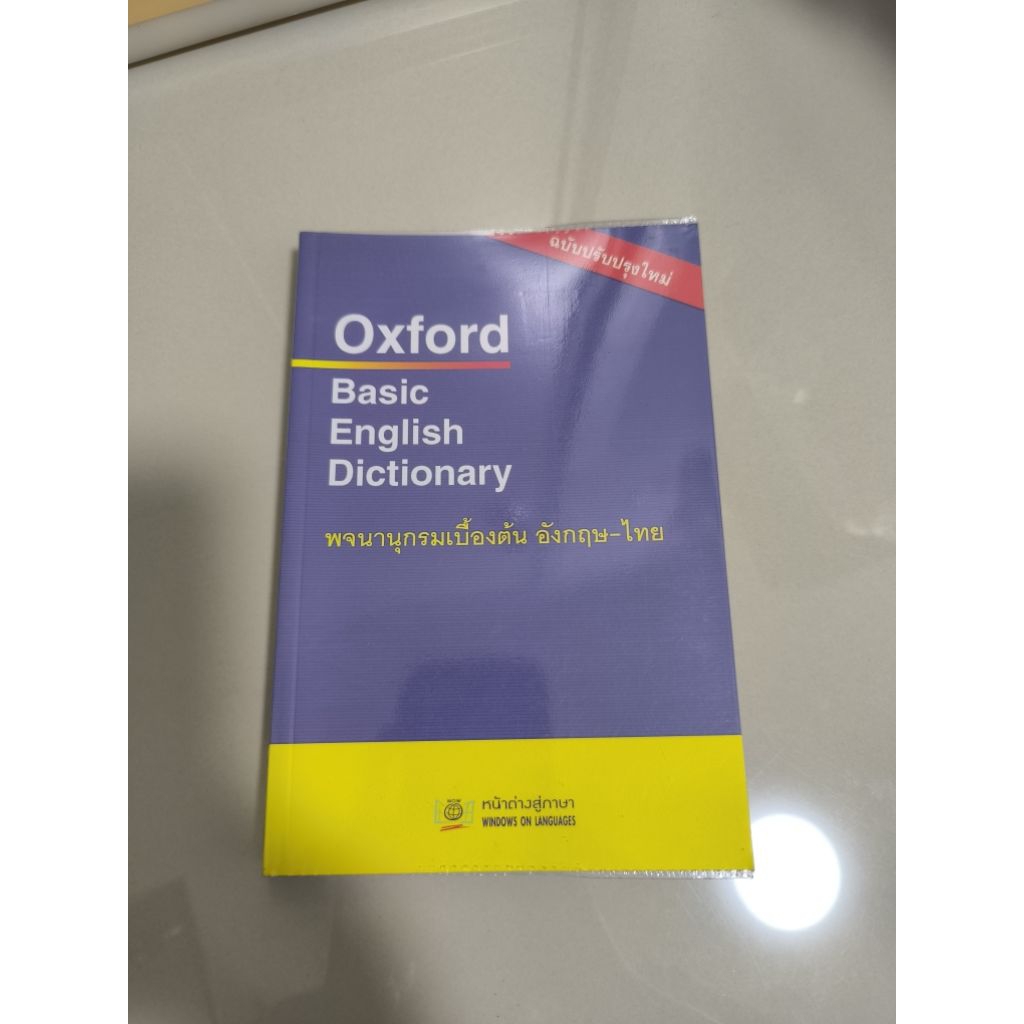 ฉบับปรับปรุงใหม่
Oxford
Basic
English
Dictionary
พจนานุกรมเบื้องต้น อังกฤษ-ไทย
หน้าต่างสู่ภาษา
WINDOWS ON LANGUAGES